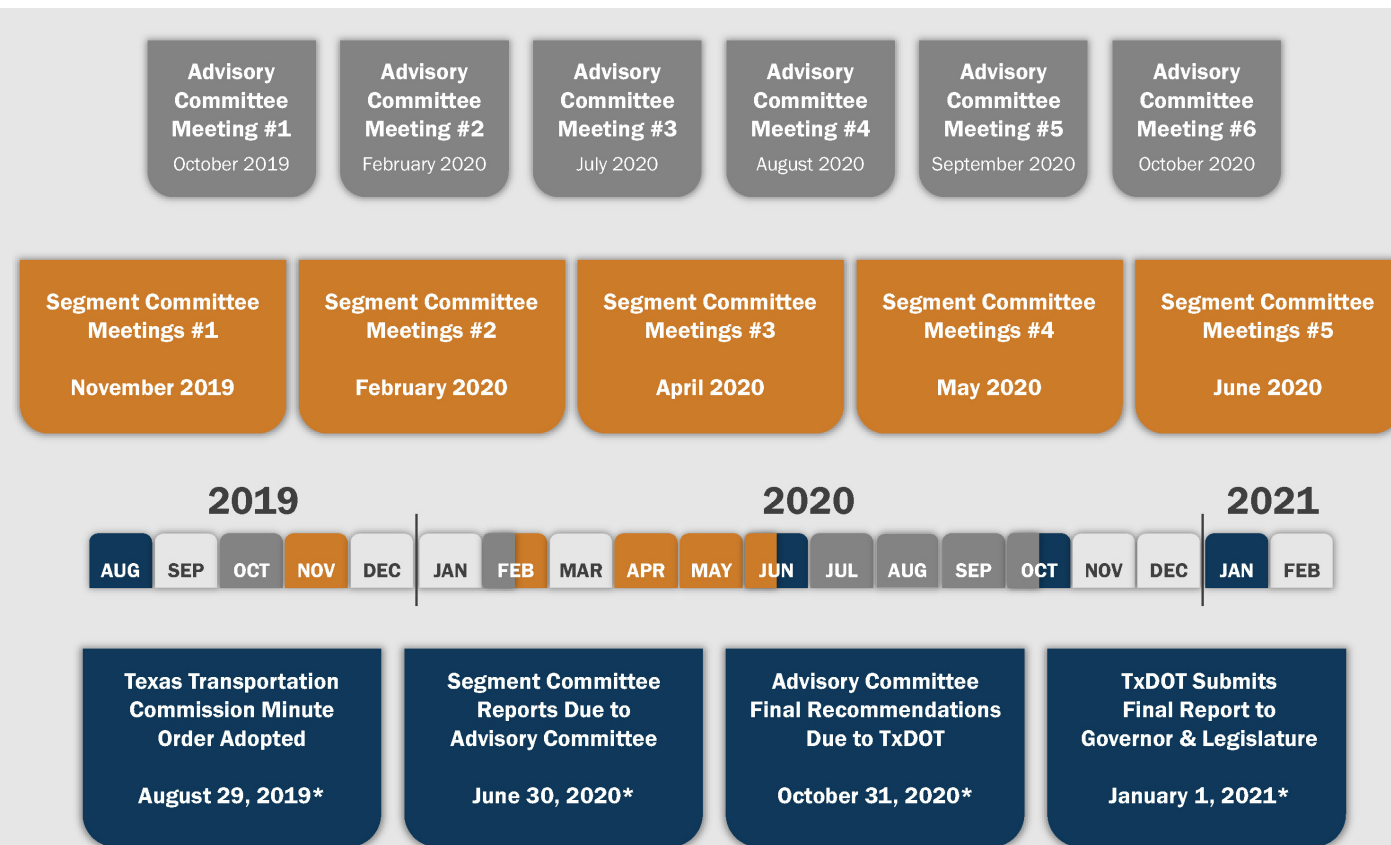 Advisory
Committee
Meeting #1
October 2019
Advisory
Committee
Meeting #2
February 2020
Advisory
Committee
Meeting #3
July 2020
Advisory
Committee
Meeting #4
August 2020
Advisory
Committee
Meeting #5
September 2020
Advisory
Committee
Meeting #6
October 2020
Segment Committee
Meetings #1
November 2019
Segment Committee
Meetings #2
February 2020
Segment Committee
Meetings #3
April 2020
Segment Committee
Meetings #4
May 2020
Segment Committee
Meetings #5
June 2020
2019 2020 2021
AUG SEP OCT NOV DEC JAN FEB MAR APR MAY JUN JUL AUG SEP OCT NOV DEC JAN FEB
Texas Transportation
Commission Minute
Order Adopted
August 29, 2019*
Segment Committee
Reports Due to
Advisory Committee
June 30, 2020*
Advisory Committee
Final Recommendations
Due to TxDOT
October 31, 2020*
TxDOT Submits
Final Report to
Governor & Legislature
January 1, 2021*